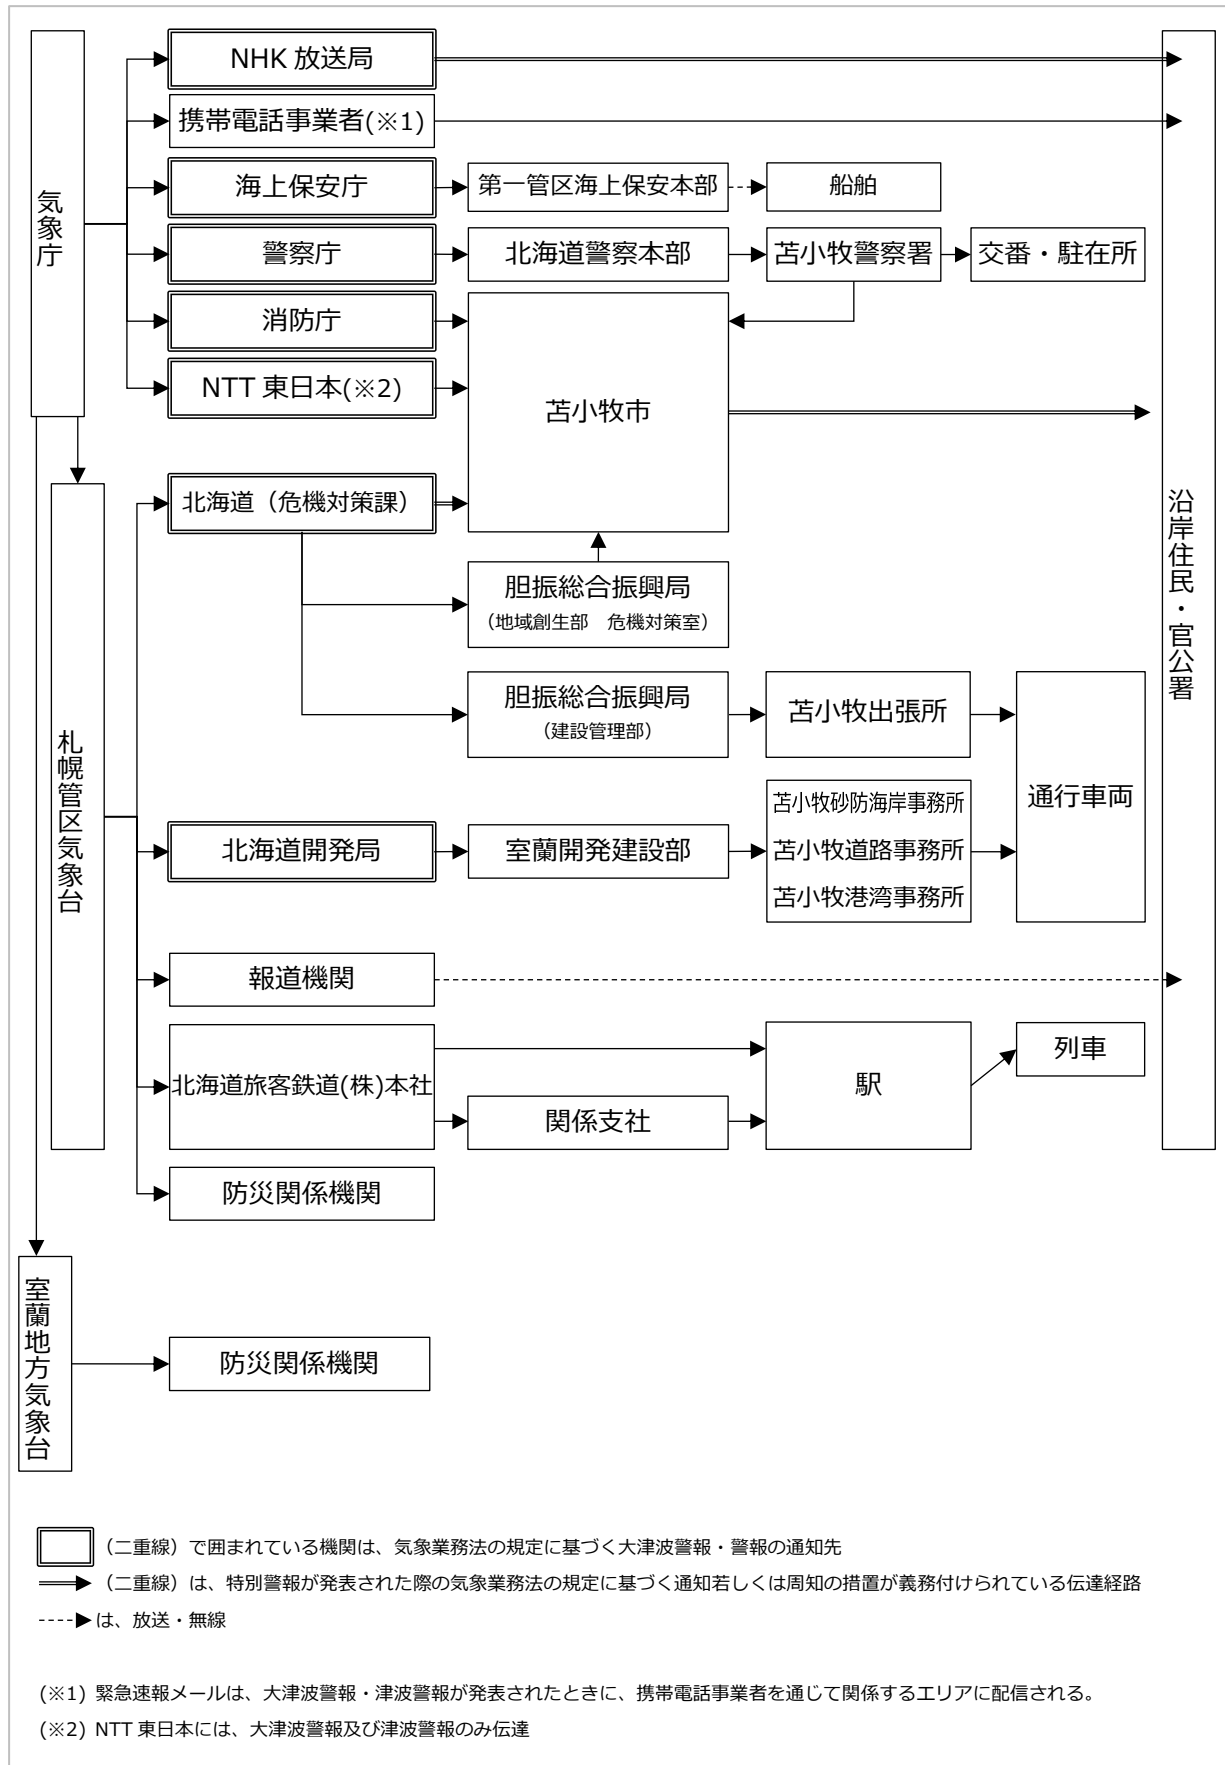 気象庁
NHK 放送局
携帯電話事業者(※1)
海上保安庁
第一管区海上保安本部
船舶
警察庁
北海道警察本部
苫小牧警察署
交番・駐在所
消防庁
NTT 東日本(※2)
苫小牧市
沿岸住民・官公署
札幌管区気象台
北海道（危機対策課）
胆振総合振興局
（地域創生部　危機対策室）
胆振総合振興局
（建設管理部）
苫小牧出張所
通行車両
北海道開発局
室蘭開発建設部
苫小牧砂防海岸事務所
苫小牧道路事務所
苫小牧港湾事務所
報道機関
北海道旅客鉄道(株)本社
関係支社
駅
列車
防災関係機関
室蘭地方気象台
防災関係機関
（二重線）で囲まれている機関は、気象業務法の規定に基づく大津波警報・警報の通知先
（二重線）は、特別警報が発表された際の気象業務法の規定に基づく通知若しくは周知の措置が義務付けられている伝達経路
は、放送・無線
(※1) 緊急速報メールは、大津波警報・津波警報が発表されたときに、携帯電話事業者を通じて関係するエリアに配信される。
(※2) NTT 東日本には、大津波警報及び津波警報のみ伝達